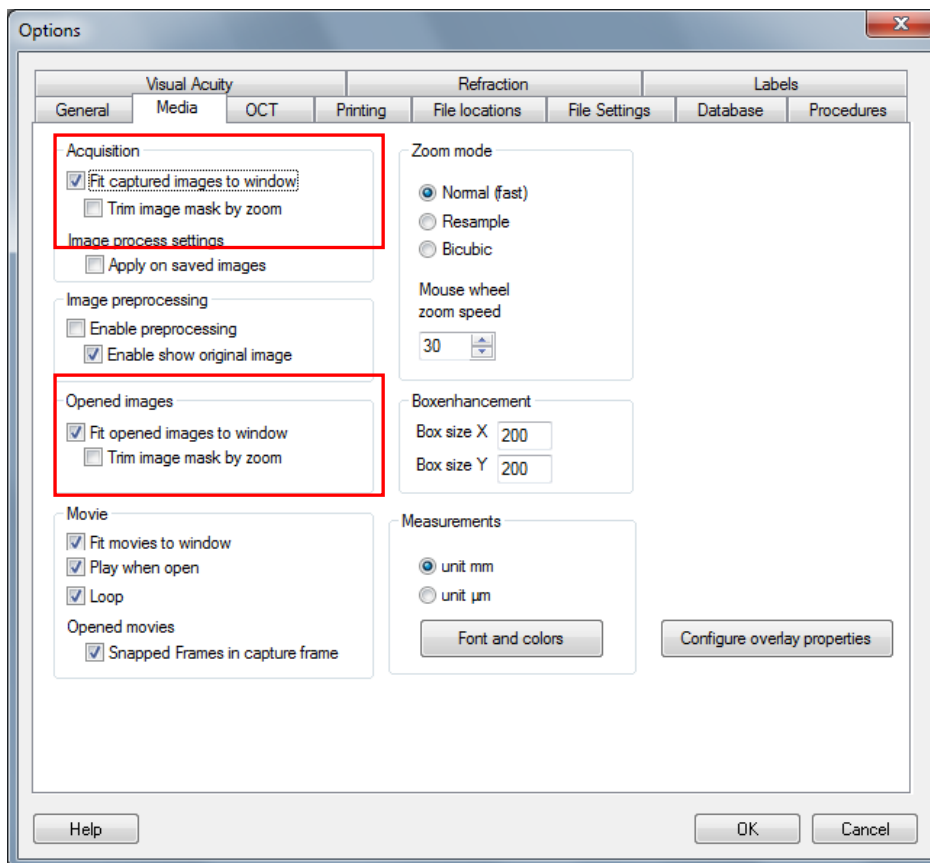 Options
Visual Acuity Refraction Labels
General Media OCT Printing File locations File Settings Database Procedures
Acquisition
Fit captured images to window
Trim image mask by zoom
Image process settings
Apply on saved images
Image preprocessing
Enable preprocessing
Enable show original image
Opened images
Fit opened images to window
Trim image mask by zoom
Movie
Fit movies to window
Play when open
Loop
Opened movies
Snapped Frames in capture frame
Zoom mode
Normal (fast)
Resample
Bicubic
Mouse wheel
zoom speed
30
Boxenhancement
Box size X 200
Box size Y 200
Measurements
unit mm
unit µm
Font and colors
Configure overlay properties
Help
OK
Cancel